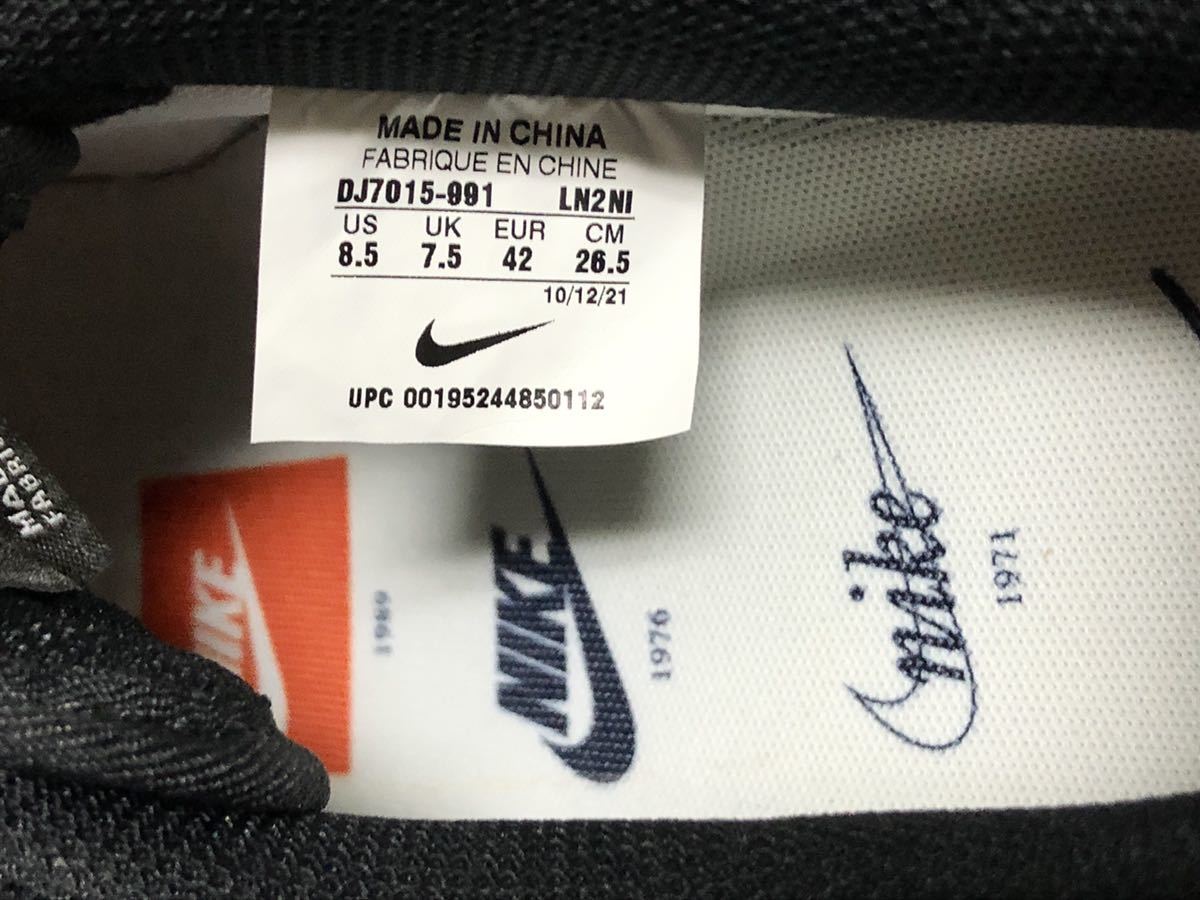 MADE IN CHINA
FABRIQUE EN CHINE
DJ7015-991 LN2NI
US UK EUR CM
8.5 7.5 42 26.5
10/12/21
UPC 00195244850112
NIKE
1989
NIKE
1976
nike
1971